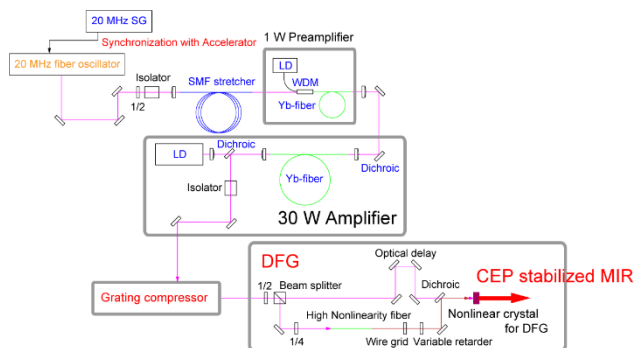 20 MHz SG
Synchronization with Accelerator
20 MHz fiber oscillator
Isolator
1/2
SMF stretcher
1 W Preamplifier
LD
WDM
Yb-fiber
Dichroic
LD
Dichroic
Isolator
Yb-fiber
30 W Amplifier
Grating compressor
DFG
Optical delay
1/2
Beam splitter
Dichroic
CEP stabilized MIR
Nonlinear crystal
for DFG
High Nonlinearity fiber
1/4
Wire grid
Variable retarder